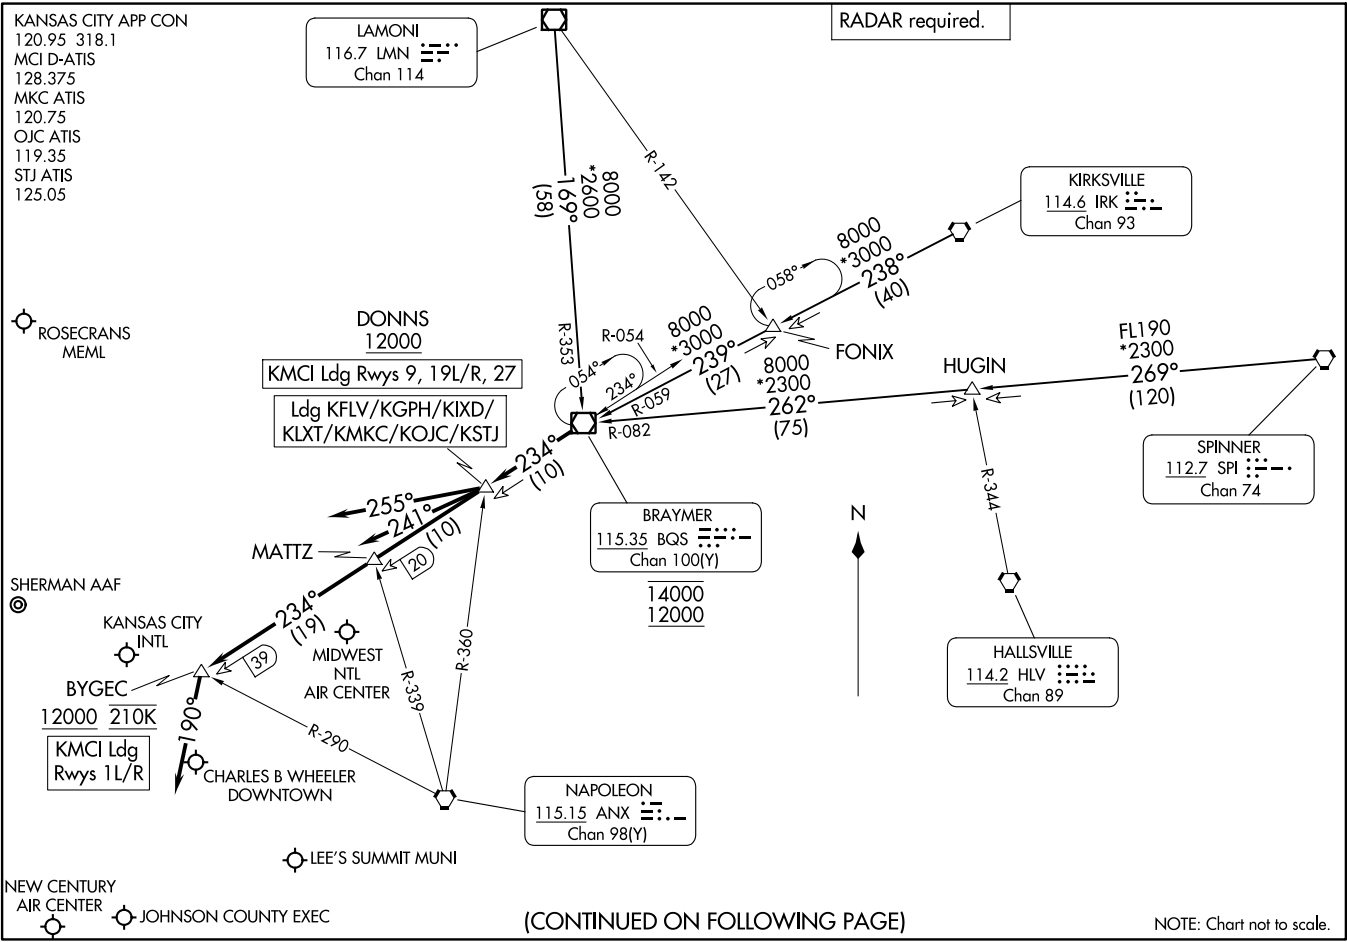 KANSAS CITY APP CON
120.95 318.1
MCI D-ATIS
128.375
MKC ATIS
120.75
OJC ATIS
119.35
STJ ATIS
125.05
LAMONI
116.7 LMN
Chan 114
RADAR required.
R-142
8000
*2600
169°
(58)
KIRKSVILLE
114.6 IRK
Chan 93
8000
*3000
238°
(40)
058°
FONIX
ROSECRANS
MEML
DONNS
12000
KMCI Ldg Rwys 9, 19L/R, 27
Ldg KFLV/KGPH/KIXD/
KLXT/KMKC/KOJC/KSTJ
R-353
R-054
8000
*3000
239°
(27)
054°
234°
R-059
R-082
8000
*2300
262°
(75)
HUGIN
FL190
*2300
269°
(120)
SPINNER
112.7 SPI
Chan 74
R-344
234°
(10)
255°
241°
(10)
MATTZ
20
BRAYMER
115.35 BQS
Chan 100(Y)
14000
12000
N
SHERMAN AAF
KANSAS CITY
INTL
234°
(19)
39
MIDWEST
NTL
AIR CENTER
R-339
R-360
HALLSVILLE
114.2 HLV
Chan 89
BYGEC
12000 210K
KMCI Ldg
Rwys 1L/R
190°
R-290
CHARLES B WHEELER
DOWNTOWN
NAPOLEON
115.15 ANX
Chan 98(Y)
LEE'S SUMMIT MUNI
NEW CENTURY
AIR CENTER
JOHNSON COUNTY EXEC
(CONTINUED ON FOLLOWING PAGE)
NOTE: Chart not to scale.